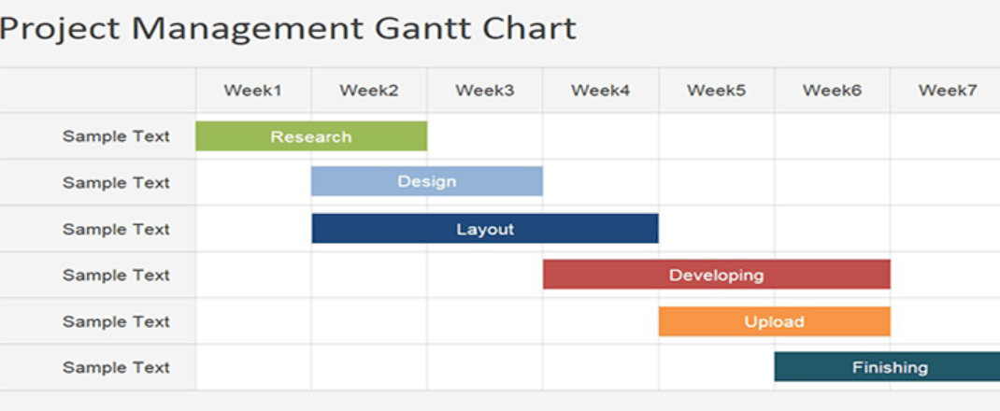 Project Management Gantt Chart
Week1 Week2 Week3 Week4 Week5 Week6 Week7
Sample Text Research
Sample Text Design
Sample Text Layout
Sample Text Developing
Sample Text Upload
Sample Text Finishing